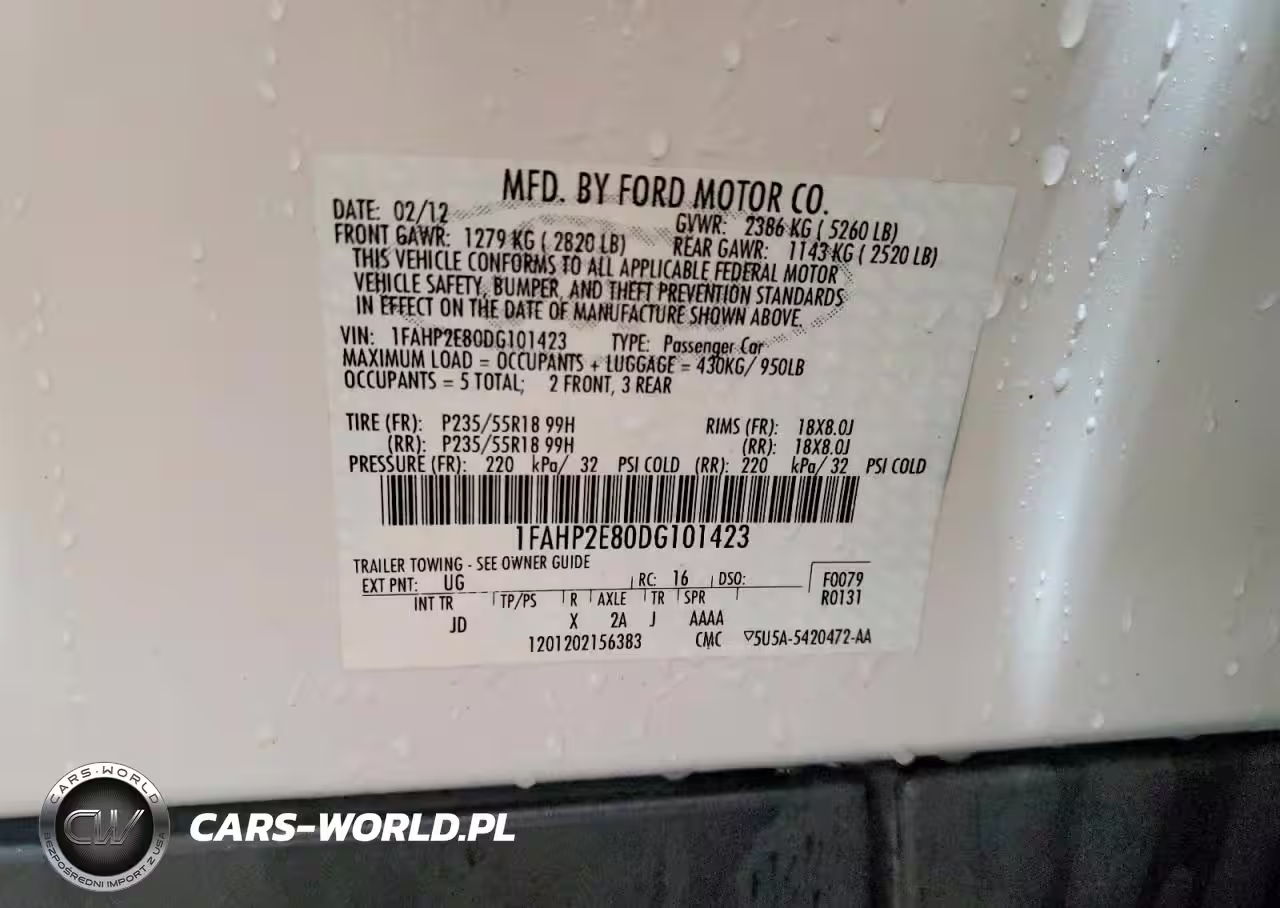 MFD. BY FORD MOTOR CO.
DATE: 02/12 GVWR: 2386 KG ( 5260 LB)
FRONT GAWR: 1279 KG ( 2820 LB) REAR GAWR: 1143 KG ( 2520 LB)
THIS VEHICLE CONFORMS TO ALL APPLICABLE FEDERAL MOTOR
VEHICLE SAFETY, BUMPER, AND THEFT PREVENTION STANDARDS
IN EFFECT ON THE DATE OF MANUFACTURE SHOWN ABOVE.
VIN: 1FAHP2E80DG101423 TYPE: Passenger Car
MAXIMUM LOAD = OCCUPANTS + LUGGAGE = 430KG/ 950LB
OCCUPANTS = 5 TOTAL; 2 FRONT, 3 REAR
TIRE (FR): P235/55R18 99H RIMS (FR): 18X8.0J
(RR): P235/55R18 99H (RR): 18X8.0J
PRESSURE (FR): 220 kPa/ 32 PSI COLD (RR): 220 kPa/ 32 PSI COLD
1FAHP2E80DG101423
TRAILER TOWING - SEE OWNER GUIDE
EXT PNT: UG RC: 16 DSO: F0079
INT TR TP/PS R AXLE TR SPR R0131
JD X 2A J AAAA
1201202156383 CMC ▽5U5A-5420472-AA
CARS-WORLD
CW
BEZPOŚREDNI IMPORT Z USA
CARS-WORLD.PL